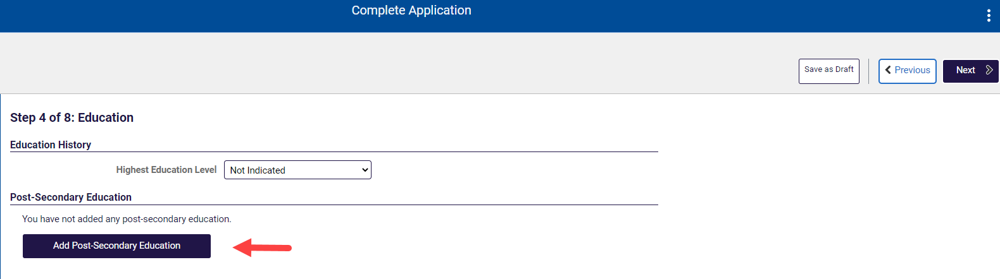 Complete Application
Save as Draft
Previous
Next
Step 4 of 8: Education
Education History
Highest Education Level
Not Indicated
Post-Secondary Education
You have not added any post-secondary education.
Add Post-Secondary Education